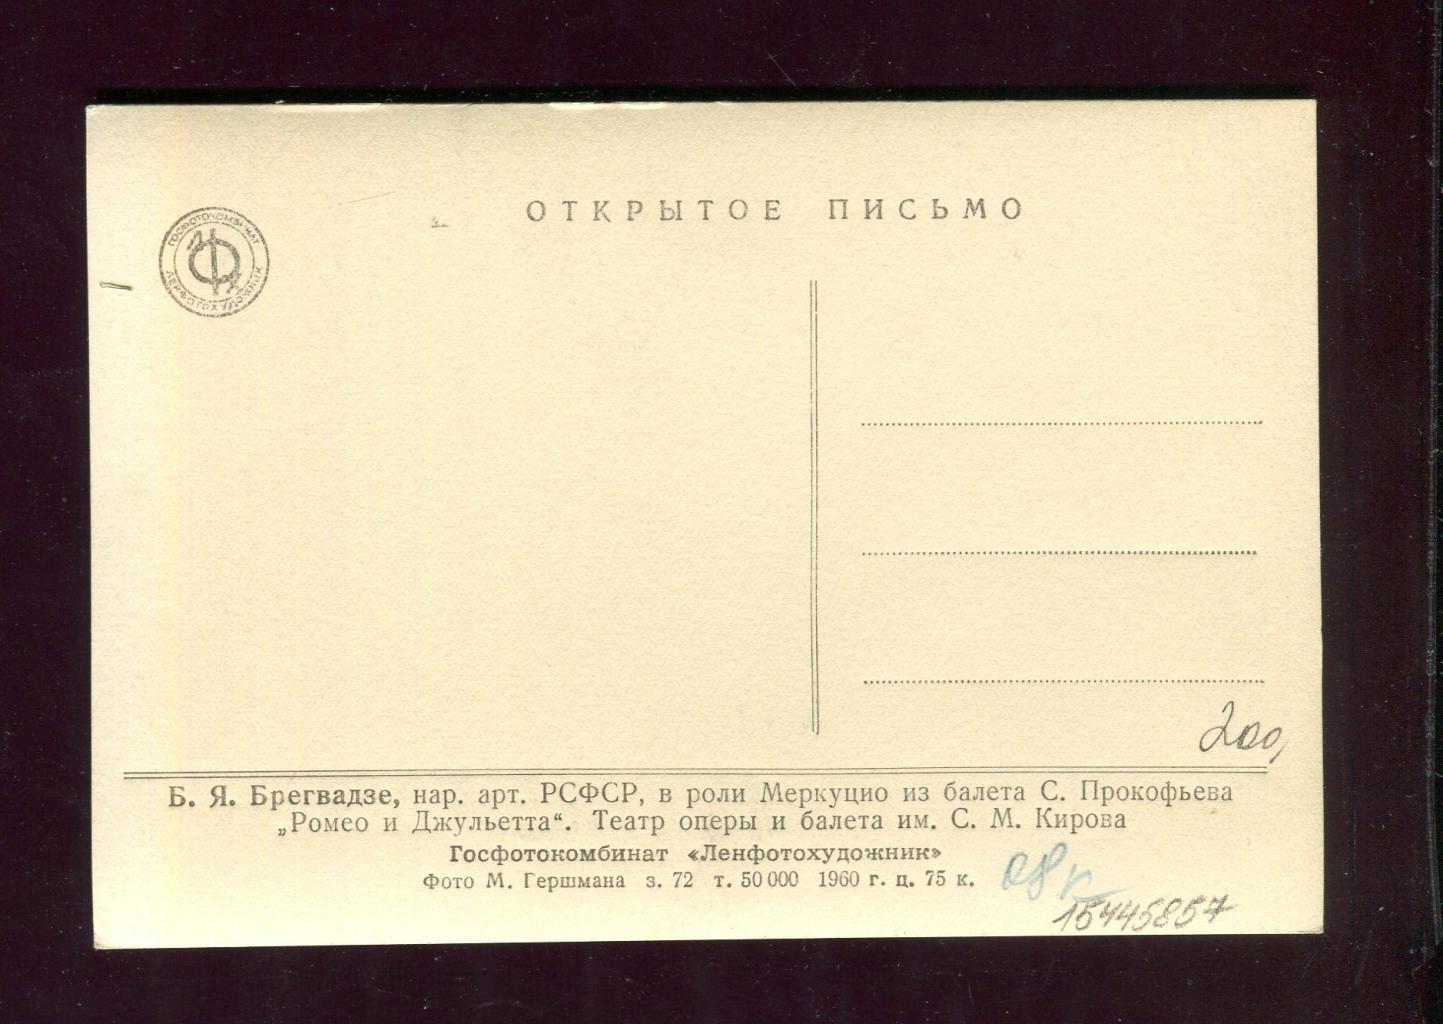 ОТКРЫТОЕ ПИСЬМО
ГОСФОТОКОМБИНАТ
ЛЕНФОТОХУДОЖНИК
200,
Б. Я. Брегвадзе, нар. арт. РСФСР, в роли Меркуцио из балета С. Прокофьева
„Ромео и Джульетта“. Театр оперы и балета им. С. М. Кирова
Госфотокомбинат «Ленфотохудожник»
Фото М. Гершмана з. 72 т. 50 000 1960 г. ц. 75 к.
08 к
15445857